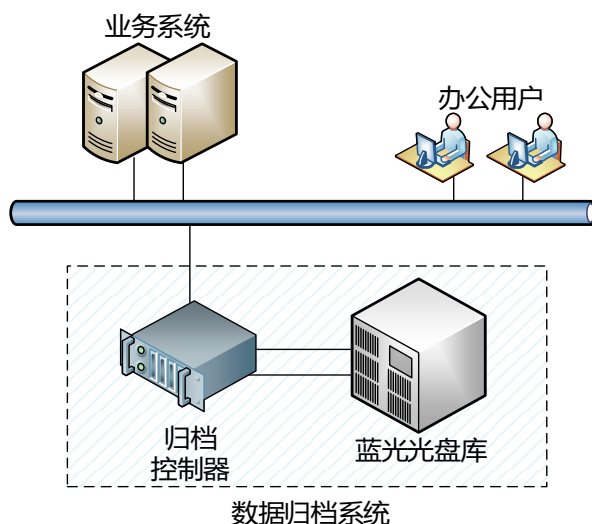 业务系统
办公用户
归档
控制器
蓝光光盘库
数据归档系统